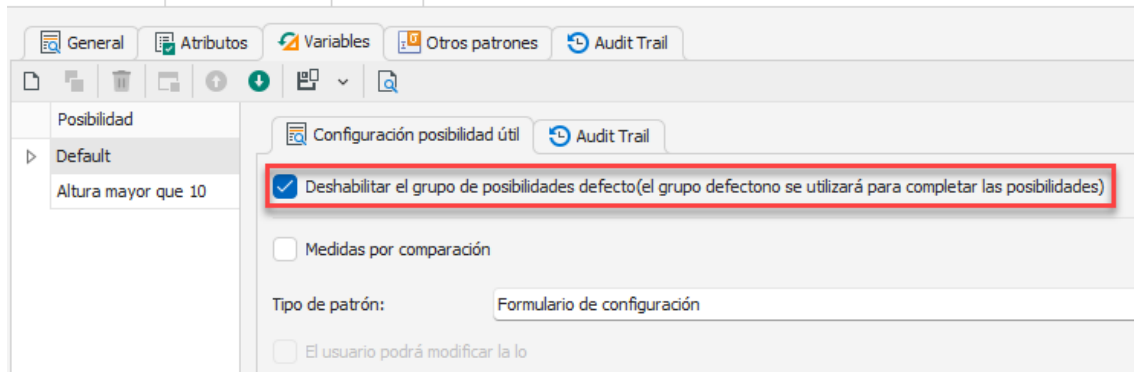 General Atributos Variables Otros patrones Audit Trail
Posibilidad
Configuración posibilidad útil Audit Trail
Default
Deshabilitar el grupo de posibilidades defecto(el grupo defectono se utilizará para completar las posibilidades)
Altura mayor que 10
Medidas por comparación
Tipo de patrón: Formulario de configuración
El usuario podrá modificar la lo